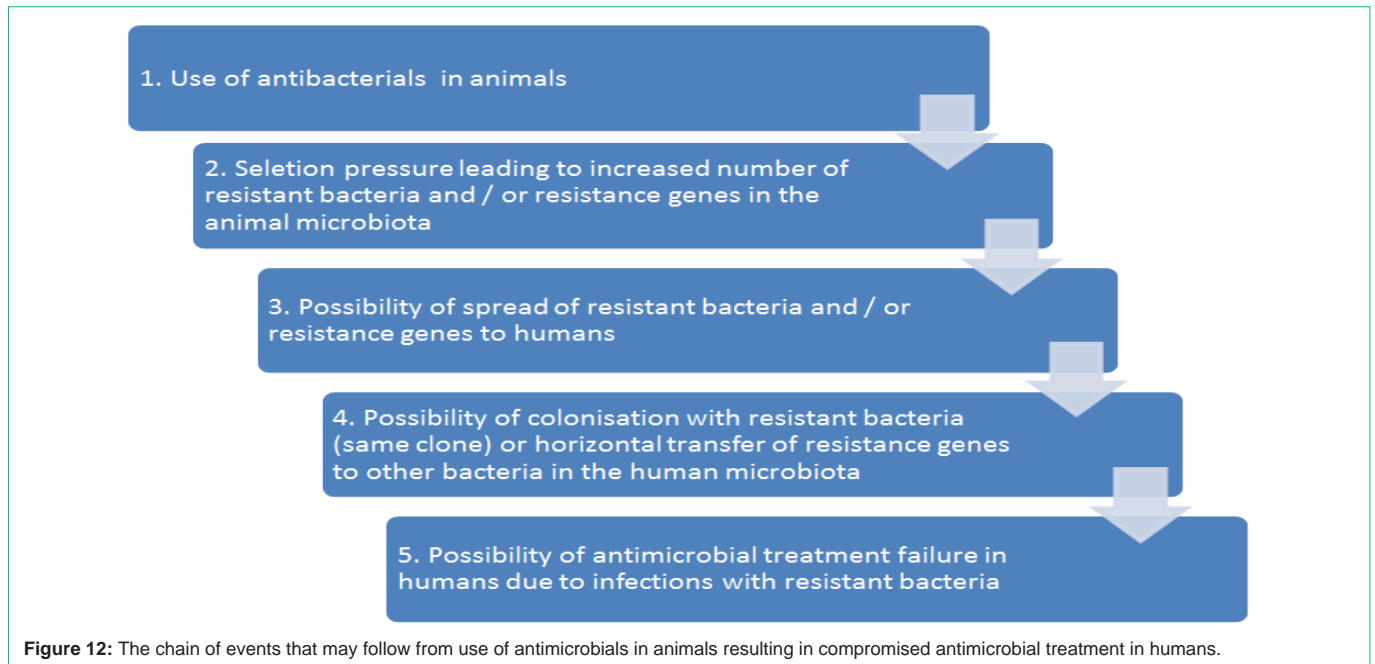 1. Use of antibacterials in animals
2. Seletion pressure leading to increased number of
resistant bacteria and / or resistance genes in the
animal microbiota
3. Possibility of spread of resistant bacteria and / or
resistance genes to humans
4. Possibility of colonisation with resistant bacteria
(same clone) or horizontal transfer of resistance genes
to other bacteria in the human microbiota
5. Possibility of antimicrobial treatment failure in
humans due to infections with resistant bacteria
Figure 12: The chain of events that may follow from use of antimicrobials in animals resulting in compromised antimicrobial treatment in humans.